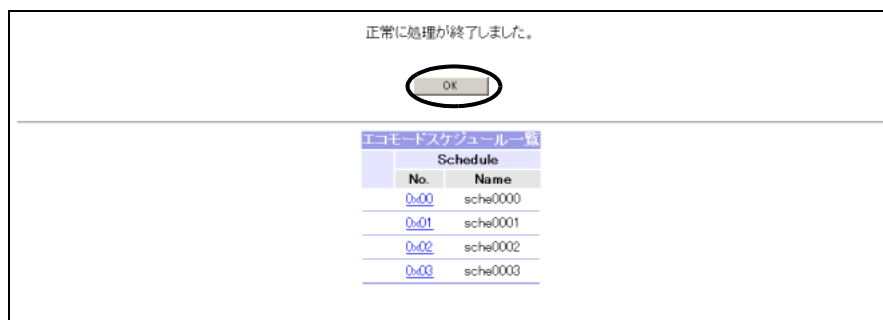 正常に処理が終了しました。
OK
エコモードスケジュール一覧
Schedule
No. Name
0x00 sche0000
0x01 sche0001
0x02 sche0002
0x03 sche0003